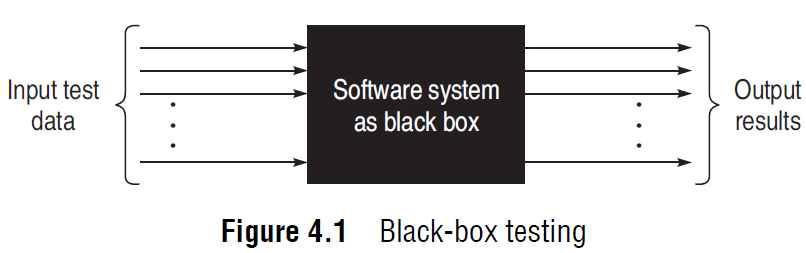 Input test
data
Software system
as black box
Output
results
Figure 4.1 Black-box testing